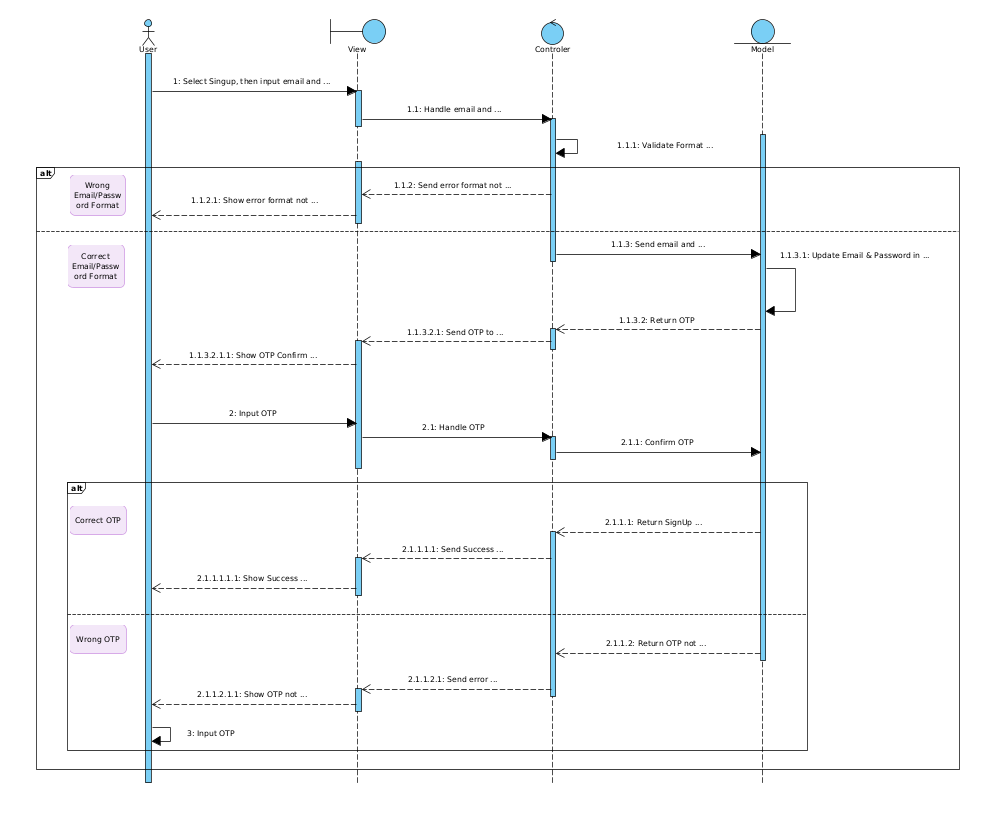 User
View
Controler
Model
1: Select Singup, then input email and ...
1.1: Handle email and ...
1.1.1: Validate Format ...
alt
Wrong
Email/Passw
ord Format
1.1.2: Send error format not ...
1.1.2.1: Show error format not ...
Correct
Email/Passw
ord Format
1.1.3: Send email and ...
1.1.3.1: Update Email & Password in ...
1.1.3.2: Return OTP
1.1.3.2.1: Send OTP to ...
1.1.3.2.1.1: Show OTP Confirm ...
2: Input OTP
2.1: Handle OTP
2.1.1: Confirm OTP
alt
Correct OTP
2.1.1.1: Return SignUp ...
2.1.1.1.1: Send Success ...
2.1.1.1.1.1: Show Success ...
Wrong OTP
2.1.1.2: Return OTP not ...
2.1.1.2.1: Send error ...
2.1.1.2.1.1: Show OTP not ...
3: Input OTP